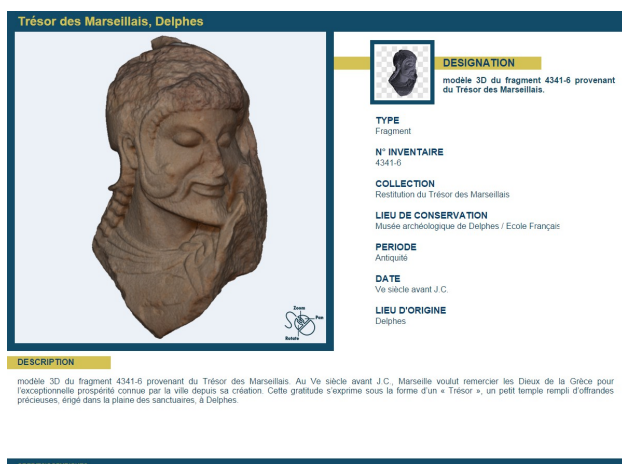 Trésor des Marseillais, Delphes
DESIGNATION
modèle 3D du fragment 4341-6 provenant
du Trésor des Marseillais.
TYPE
Fragment
N° INVENTAIRE
4341-6
COLLECTION
Restitution du Trésor des Marseillais
LIEU DE CONSERVATION
Musée archéologique de Delphes / Ecole Français
PERIODE
Antiquité
DATE
Ve siècle avant J.C.
LIEU D'ORIGINE
Delphes
Zoom
Pan
Rotate
DESCRIPTION
modèle 3D du fragment 4341-6 provenant du Trésor des Marseillais. Au Ve siècle avant J.C., Marseille voulut remercier les Dieux de la Grèce pour
l'exceptionnelle prospérité connue par la ville depuis sa création. Cette gratitude s'exprime sous la forme d'un « Trésor », un petit temple rempli d'offrandes
précieuses, érigé dans la plaine des sanctuaires, à Delphes.